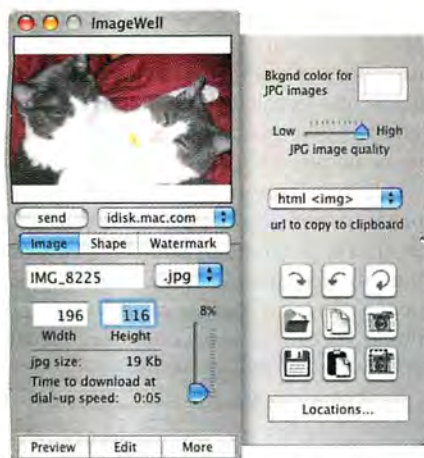 ImageWell
send
idisk.mac.com
Image Shape Watermark
IMG_8225
.jpg
196
116
8%
Width
Height
jpg size: 19 Kb
Time to download at
dial-up speed: 0:05
Preview
Edit
More
Bkgnd color for
JPG images
Low
High
JPG image quality
html <img>
url to copy to clipboard
Locations...